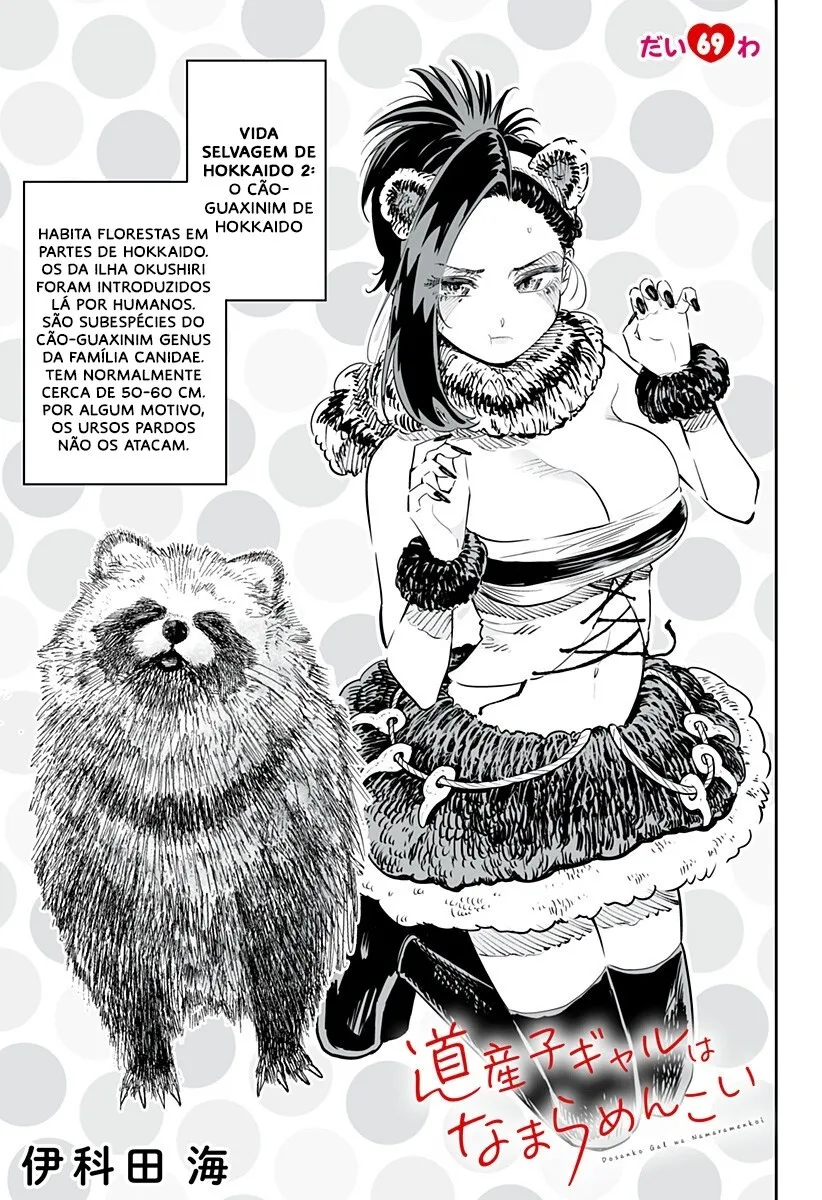 だい69わ
VIDA
SELVAGEM DE
HOKKAIDO 2:
O CÃO-
GUAXINIM DE
HOKKAIDO
HABITA FLORESTAS EM
PARTES DE HOKKAIDO.
OS DA ILHA OKUSHIRI
FORAM INTRODUZIDOS
LÁ POR HUMANOS.
SÃO SUBESPÉCIES DO
CÃO-GUAXINIM GENUS
DA FAMÍLIA CANIDAE.
TEM NORMALMENTE
CERCA DE 50-60 CM.
POR ALGUM MOTIVO,
OS URSOS PARDOS
NÃO OS ATACAM.
道産子ギャルは
なまらめんこい
Dosanko Gal wa Namaramenkoi
伊科田 海